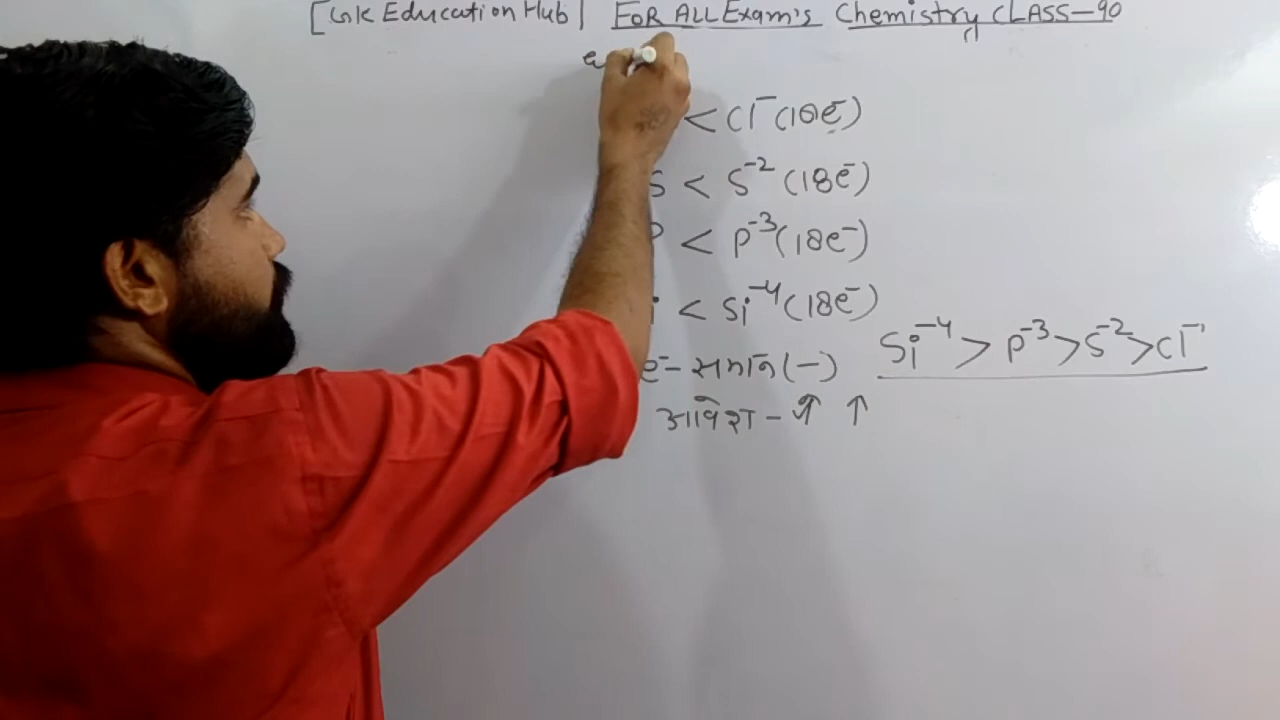 [Gk Education Hub] FOR ALL Exam's Chemistry CLASS-90
< Cl⁻ (18e⁻)
S < S⁻² (18e⁻)
P < P⁻³ (18e⁻)
i < Si⁻⁴ (18e⁻)
Si⁻⁴ > P⁻³ > S⁻² > Cl⁻¹
e⁻ - समान (-)
आवेश - ↑ ↑